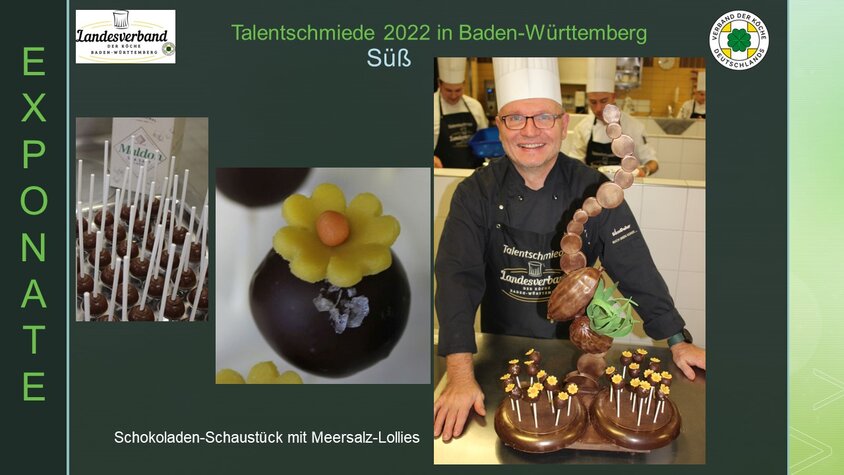 EXPONATE
Landesverband
DER KÖCHE
BADEN-WÜRTTEMBERG
Talentschmiede 2022 in Baden-Württemberg
Süß
VERBAND DER KÖCHE
DEUTSCHLANDS
Maldon
Talentschmiede
Landesverband
DER KÖCHE
BADEN-WÜRTTEMBERG
Schokoladen-Schaustück mit Meersalz-Lollies